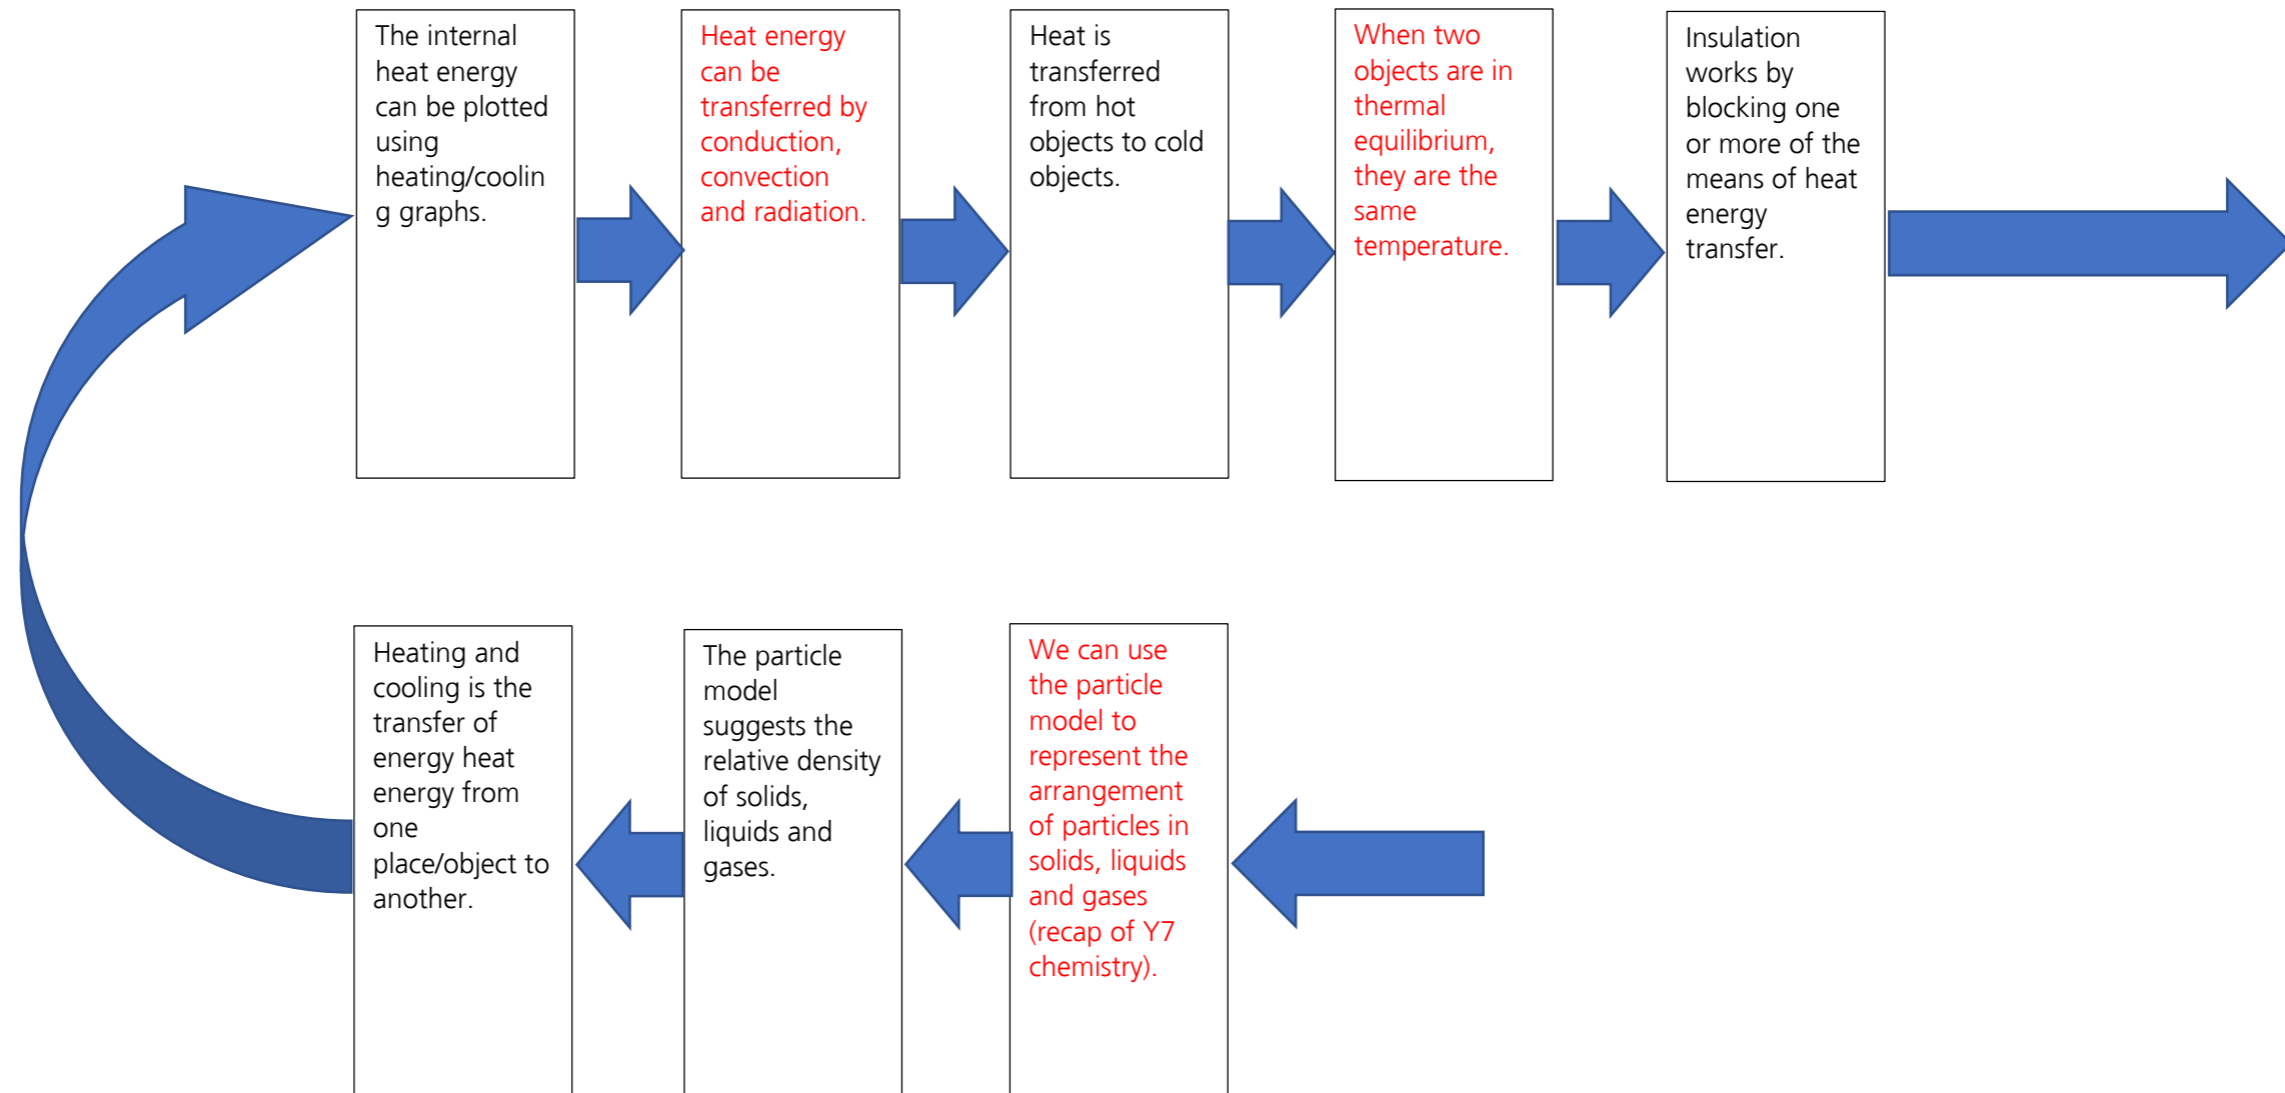 The internal
heat energy
can be plotted
using
heating/coolin
g graphs.
Heat energy
can be
transferred by
conduction,
convection
and radiation.
Heat is
transferred
from hot
objects to cold
objects.
When two
objects are in
thermal
equilibrium,
they are the
same
temperature.
Insulation
works by
blocking one
or more of the
means of heat
energy
transfer.
Heating and
cooling is the
transfer of
energy heat
energy from
one
place/object to
another.
The particle
model
suggests the
relative density
of solids,
liquids and
gases.
We can use
the particle
model to
represent the
arrangement
of particles in
solids, liquids
and gases
(recap of Y7
chemistry).